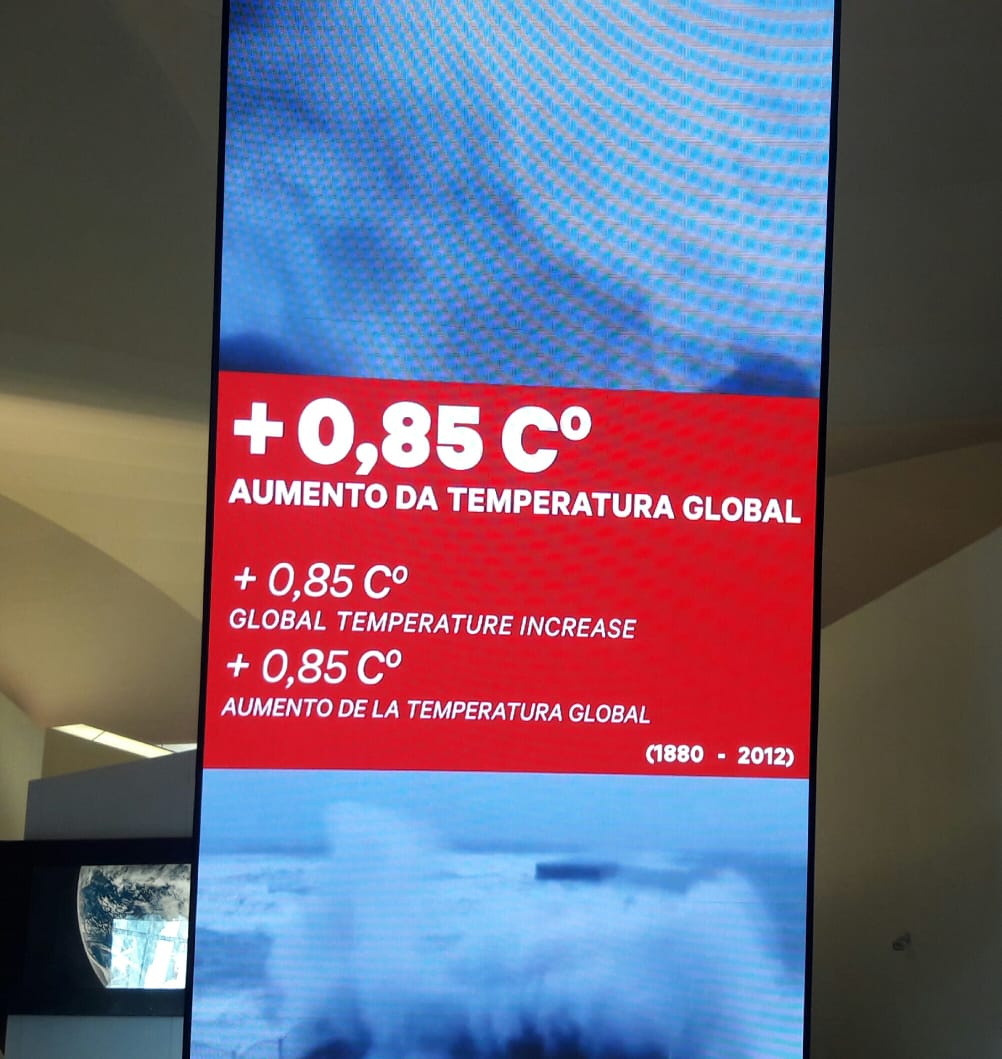 + 0,85 Cº
AUMENTO DA TEMPERATURA GLOBAL
+ 0,85 Cº
GLOBAL TEMPERATURE INCREASE
+ 0,85 Cº
AUMENTO DE LA TEMPERATURA GLOBAL
(1880 - 2012)